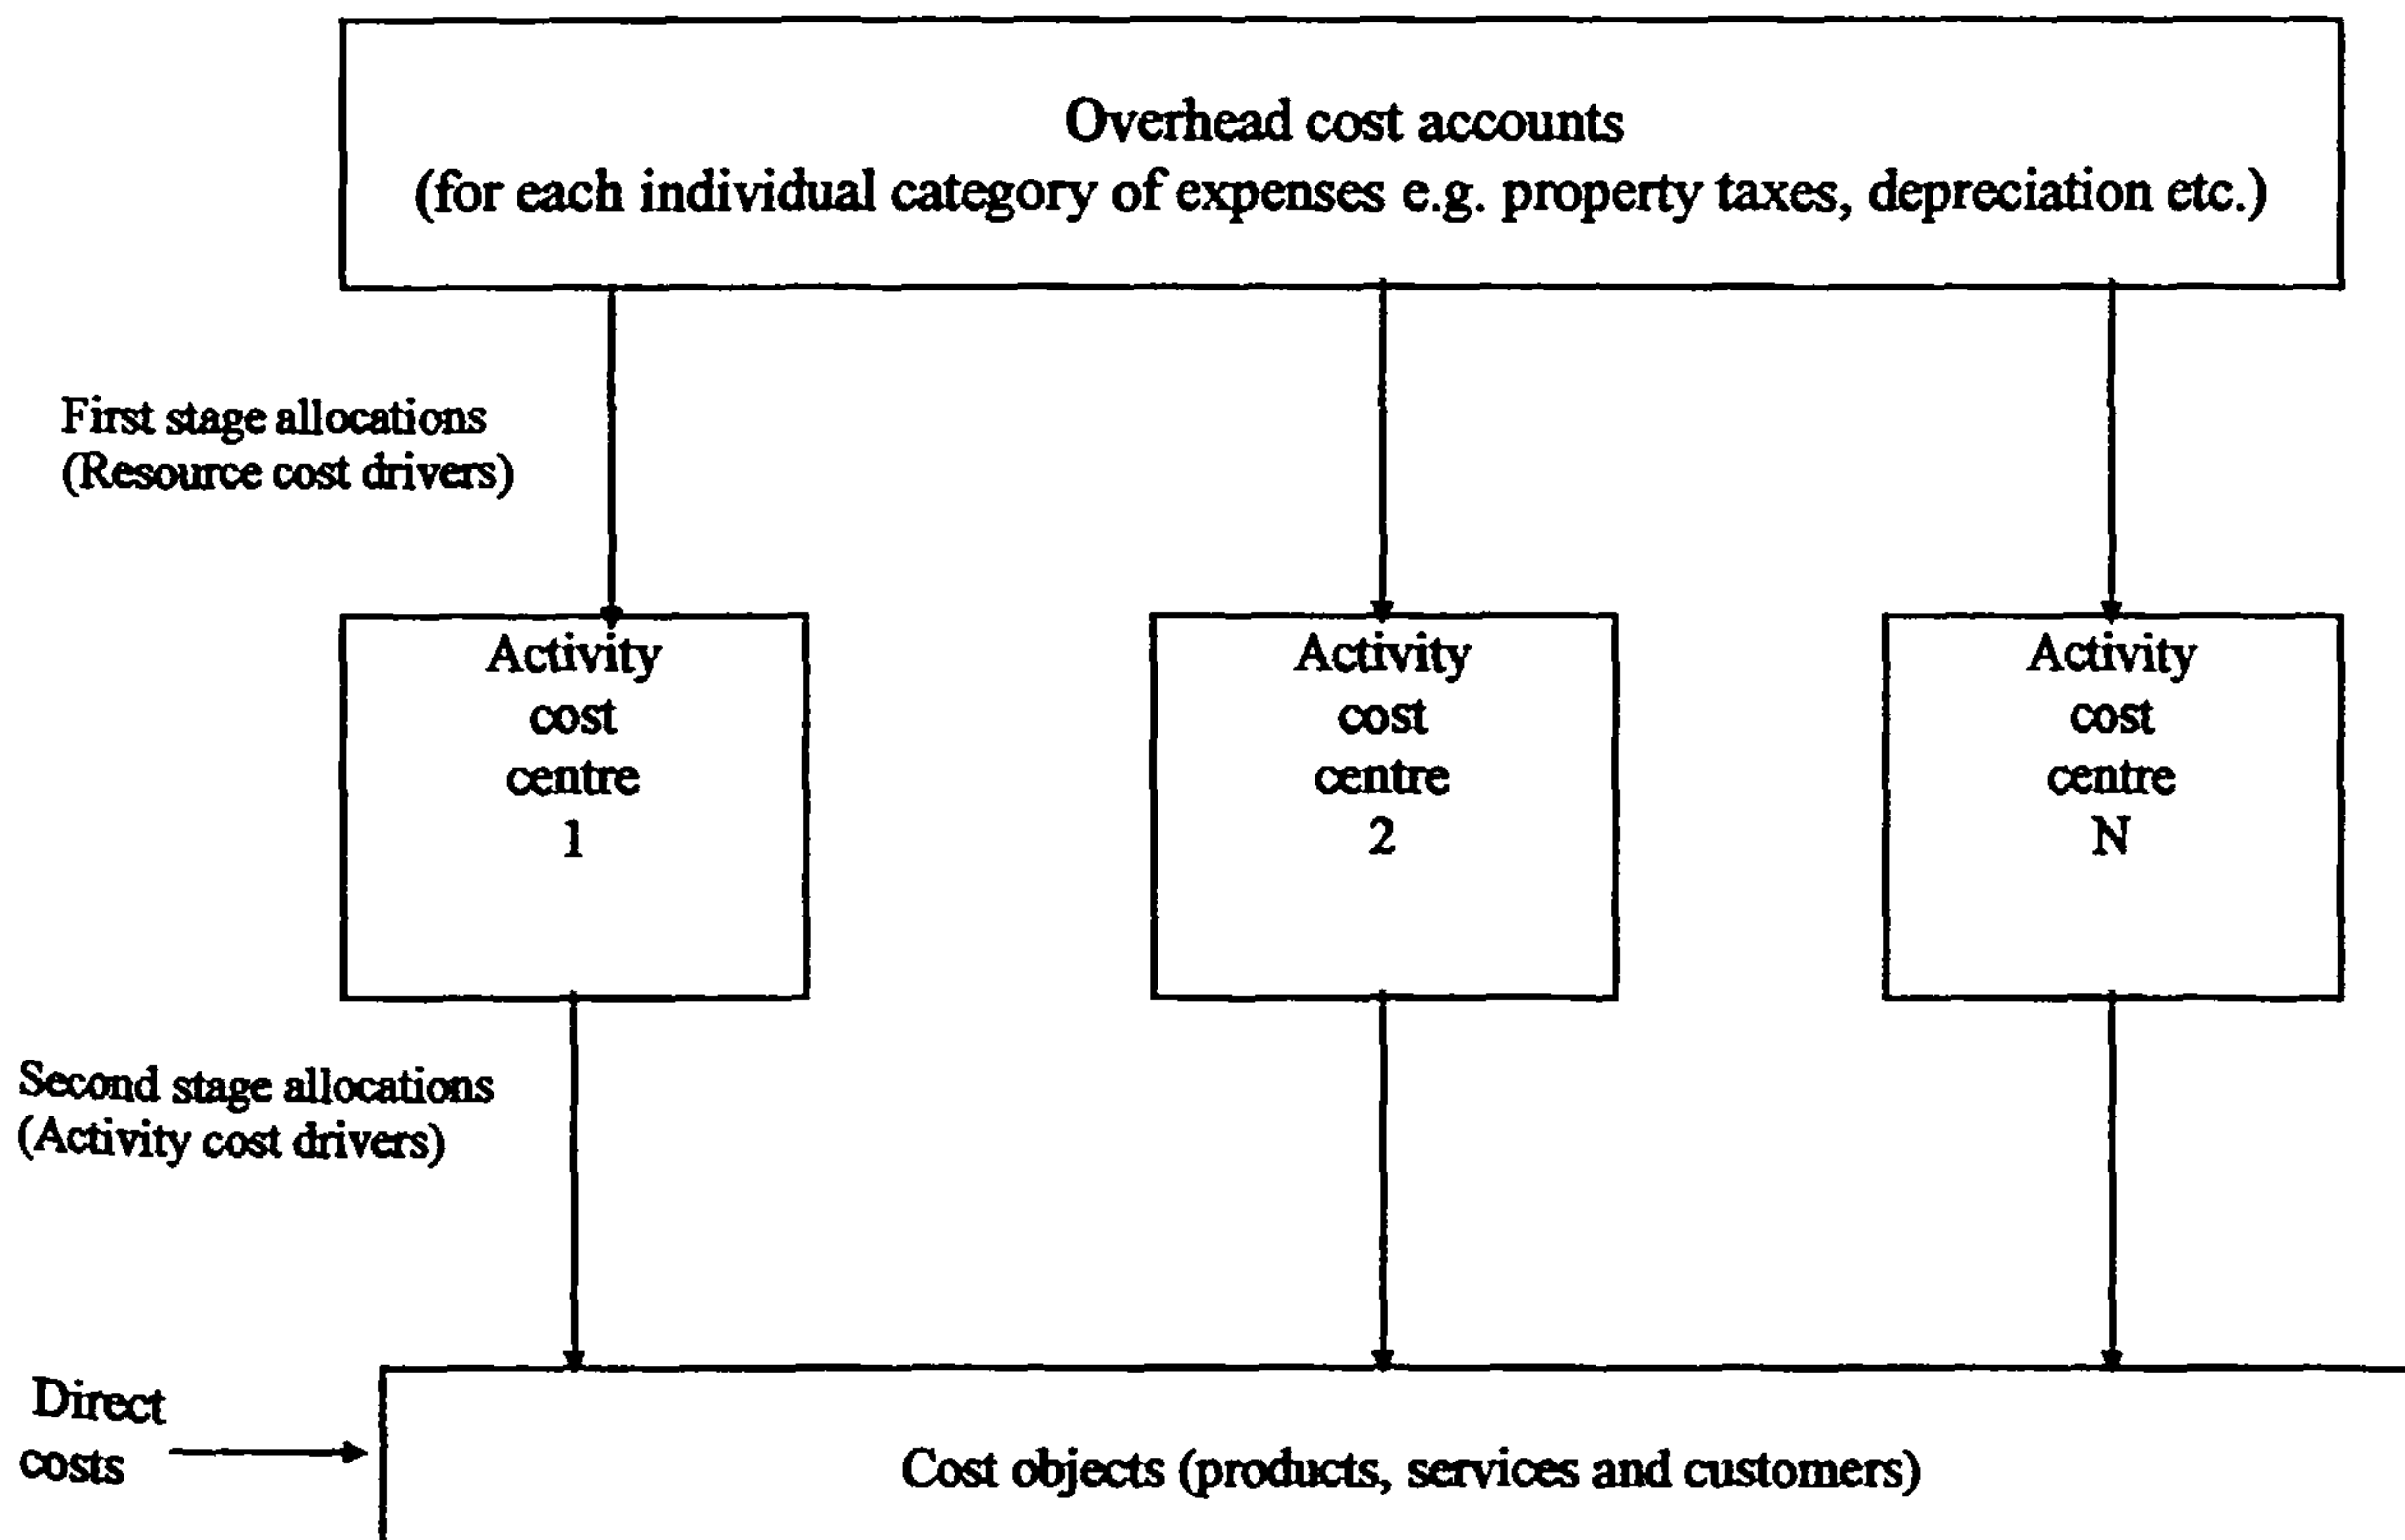 Overhead cost accounts
(for each individual category of expenses e.g. property taxes, depreciation etc.)
First stage allocations
(Resource cost drivers)
Activity
cost
centre
1
Activity
cost
centre
2
Activity
cost
centre
N
Second stage allocations
(Activity cost drivers)
Direct
costs
Cost objects (products, services and customers)